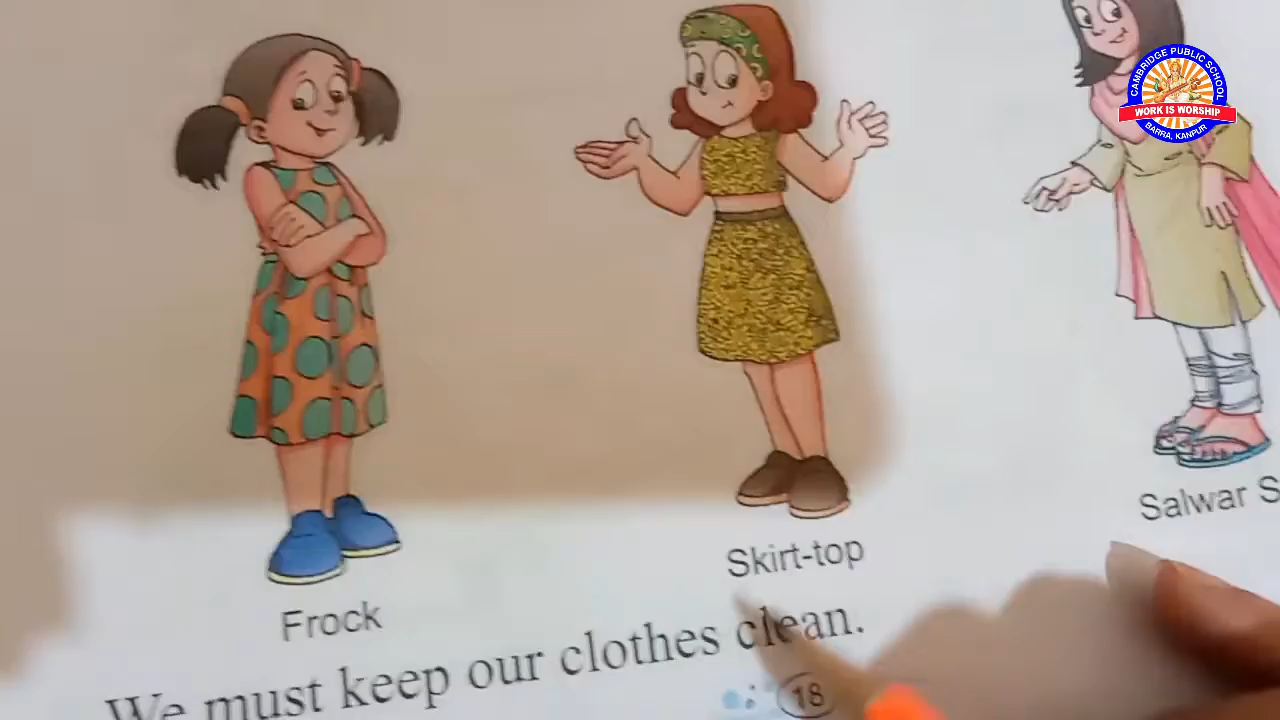 CAMBRIDGE PUBLIC SCHOOL
WORK IS WORSHIP
BARRA, KANPUR
Frock
Skirt-top
Salwar S
We must keep our clothes clean.
18